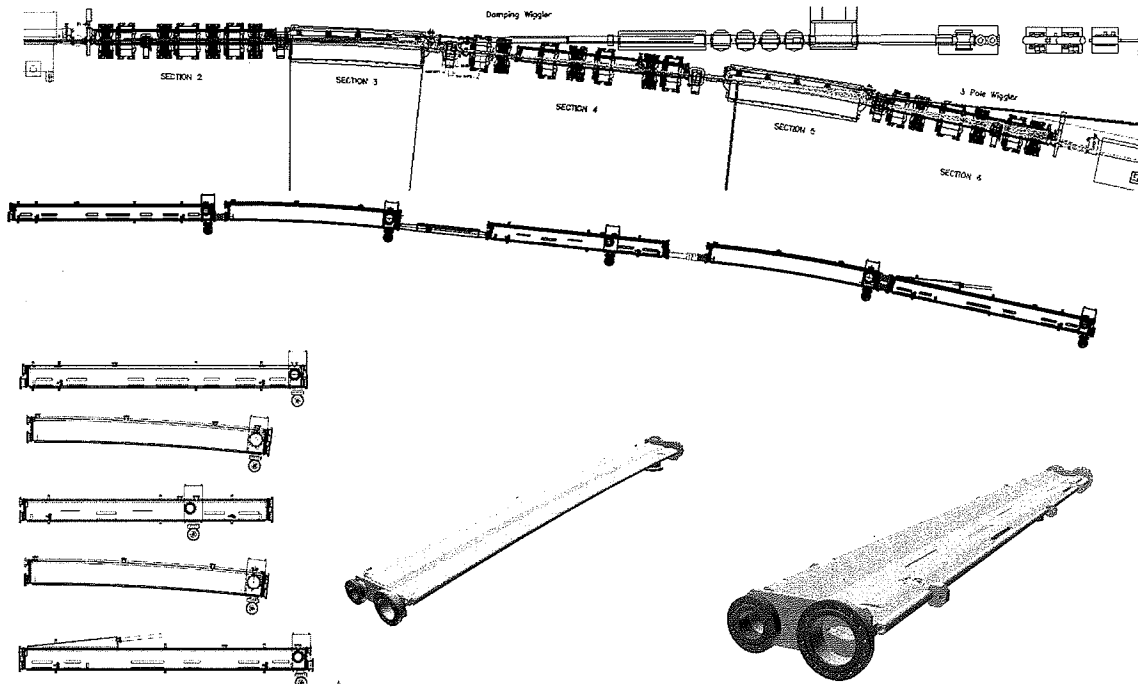 Damping Wiggler
SECTION 2
SECTION 3
SECTION 4
3 Pole Wiggler
SECTION 5
SECTION 6